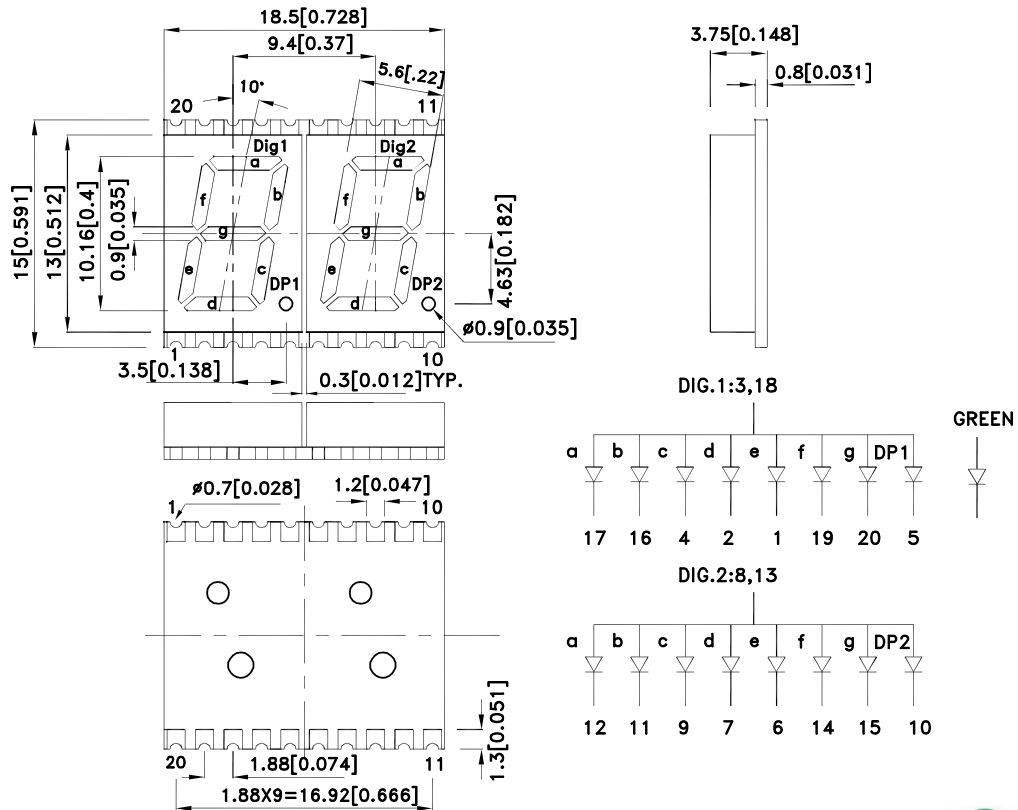 18.5[0.728]
9.4[0.37]
5.6[.22]
10°
20
11
Dig1
Dig2
a
a
f
b
f
b
g
g
e
c
e
c
DP1
DP2
d
d
15[0.591]
13[0.512]
10.16[0.4]
0.9[0.035]
4.63[0.182]
ø0.9[0.035]
1
10
3.5[0.138]
0.3[0.012]TYP.
3.75[0.148]
0.8[0.031]
ø0.7[0.028]
1.2[0.047]
1
10
20
11
1.88[0.074]
1.88X9=16.92[0.666]
1.3[0.051]
DIG.1:3,18
a b c d e f g DP1
17 16 4 2 1 19 20 5
GREEN
DIG.2:8,13
a b c d e f g DP2
12 11 9 7 6 14 15 10